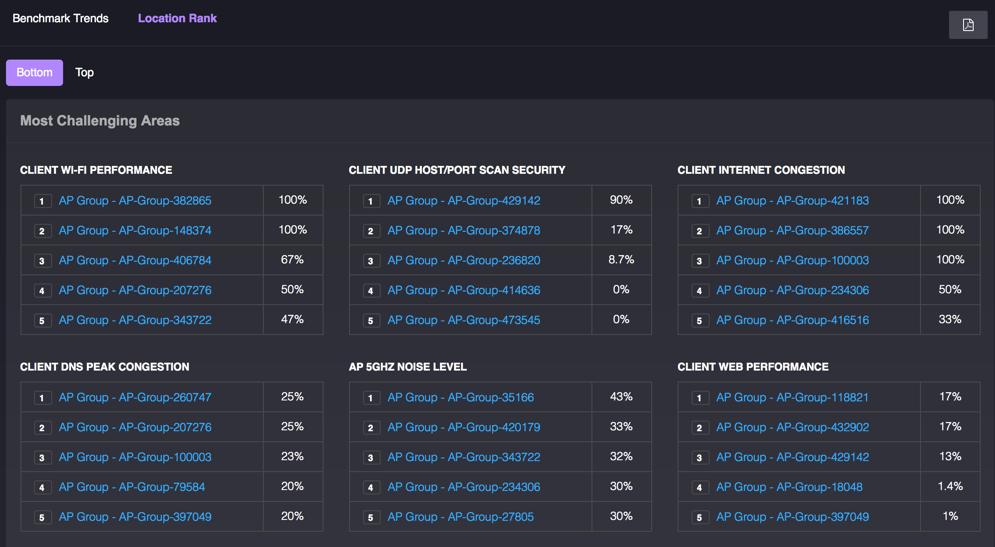 Benchmark Trends
Location Rank
Bottom
Top
Most Challenging Areas
CLIENT WI-FI PERFORMANCE
1 AP Group - AP-Group-382865 100%
2 AP Group - AP-Group-148374 100%
3 AP Group - AP-Group-406784 67%
4 AP Group - AP-Group-207276 50%
5 AP Group - AP-Group-343722 47%
CLIENT UDP HOST/PORT SCAN SECURITY
1 AP Group - AP-Group-429142 90%
2 AP Group - AP-Group-374878 17%
3 AP Group - AP-Group-236820 8.7%
4 AP Group - AP-Group-414636 0%
5 AP Group - AP-Group-473545 0%
CLIENT INTERNET CONGESTION
1 AP Group - AP-Group-421183 100%
2 AP Group - AP-Group-386557 100%
3 AP Group - AP-Group-100003 100%
4 AP Group - AP-Group-234306 50%
5 AP Group - AP-Group-416516 33%
CLIENT DNS PEAK CONGESTION
1 AP Group - AP-Group-260747 25%
2 AP Group - AP-Group-207276 25%
3 AP Group - AP-Group-100003 23%
4 AP Group - AP-Group-79584 20%
5 AP Group - AP-Group-397049 20%
AP 5GHZ NOISE LEVEL
1 AP Group - AP-Group-35166 43%
2 AP Group - AP-Group-420179 33%
3 AP Group - AP-Group-343722 32%
4 AP Group - AP-Group-234306 30%
5 AP Group - AP-Group-27805 30%
CLIENT WEB PERFORMANCE
1 AP Group - AP-Group-118821 17%
2 AP Group - AP-Group-432902 17%
3 AP Group - AP-Group-429142 13%
4 AP Group - AP-Group-18048 1.4%
5 AP Group - AP-Group-397049 1%